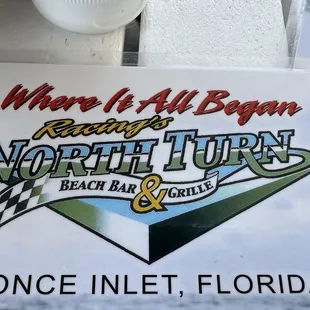 Where It All Began
Racing's
NORTH TURN
BEACH BAR & GRILLE
ONCE INLET, FLORIDA